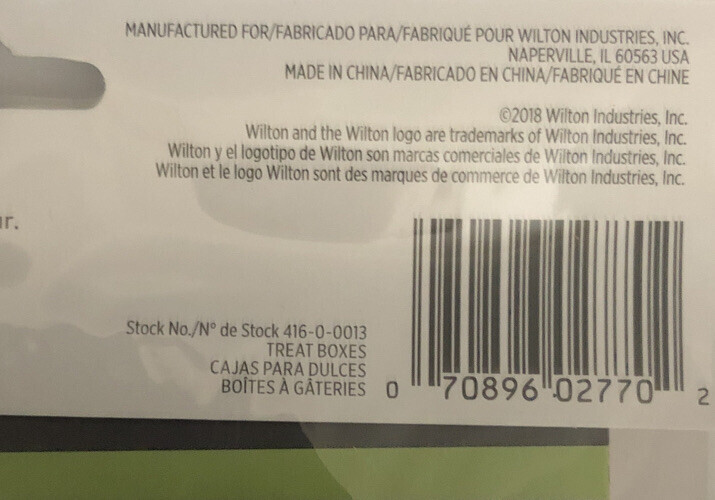 MANUFACTURED FOR/FABRICADO PARA/FABRIQUÉ POUR WILTON INDUSTRIES, INC.
NAPERVILLE, IL 60563 USA
MADE IN CHINA/FABRICADO EN CHINA/FABRIQUÉ EN CHINE
©2018 Wilton Industries, Inc.
Wilton and the Wilton logo are trademarks of Wilton Industries, Inc.
Wilton y el logotipo de Wilton son marcas comerciales de Wilton Industries, Inc.
Wilton et le logo Wilton sont des marques de commerce de Wilton Industries, Inc.
Stock No./N° de Stock 416-0-0013
TREAT BOXES
CAJAS PARA DULCES
BOÎTES À GÂTERIES
0 70896 02770 2